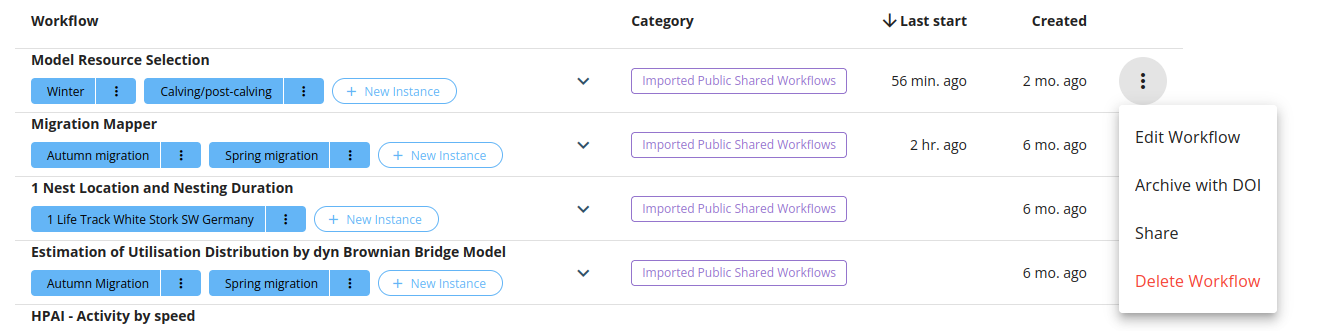 Workflow Category Last start Created
Model Resource Selection
Winter Calving/post-calving + New Instance Imported Public Shared Workflows 56 min. ago 2 mo. ago
Migration Mapper
Autumn migration Spring migration + New Instance Imported Public Shared Workflows 2 hr. ago 6 mo. ago
1 Nest Location and Nesting Duration
1 Life Track White Stork SW Germany + New Instance Imported Public Shared Workflows 6 mo. ago
Estimation of Utilisation Distribution by dyn Brownian Bridge Model
Autumn Migration Spring migration + New Instance Imported Public Shared Workflows 6 mo. ago
HPAI - Activity by speed
Edit Workflow
Archive with DOI
Share
Delete Workflow